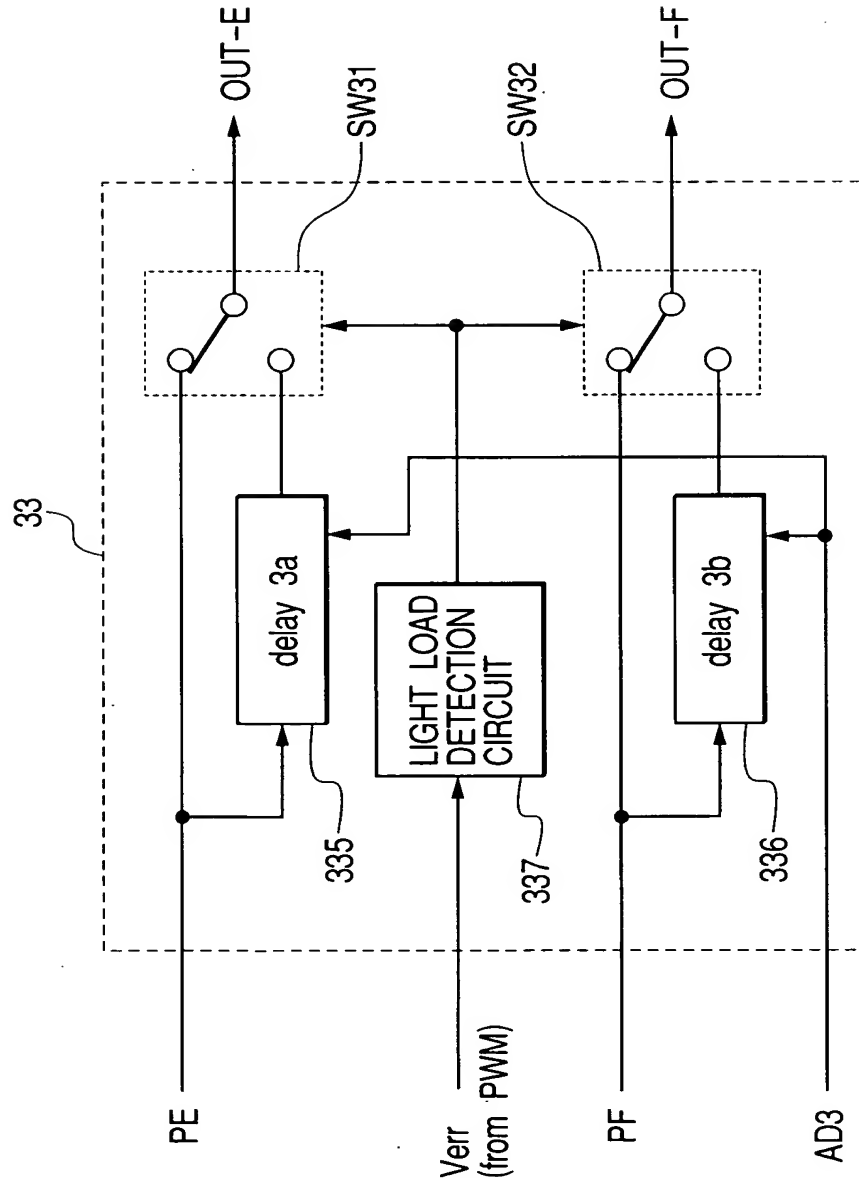 33
PE
delay 3a
335
OUT-E
SW31
Verr
(from PWM)
LIGHT LOAD
DETECTION
CIRCUIT
337
SW32
PF
delay 3b
336
OUT-F
AD3